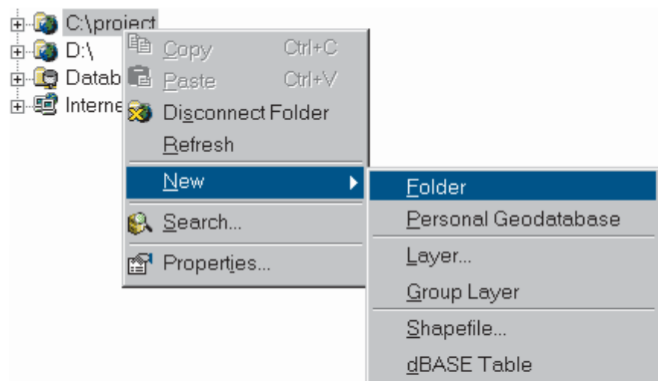 C:\project
D:\
Datab
Interne
Copy Ctrl+C
Paste Ctrl+V
Disconnect Folder
Refresh
New
Search...
Properties...
Folder
Personal Geodatabase
Layer...
Group Layer
Shapefile...
dBASE Table